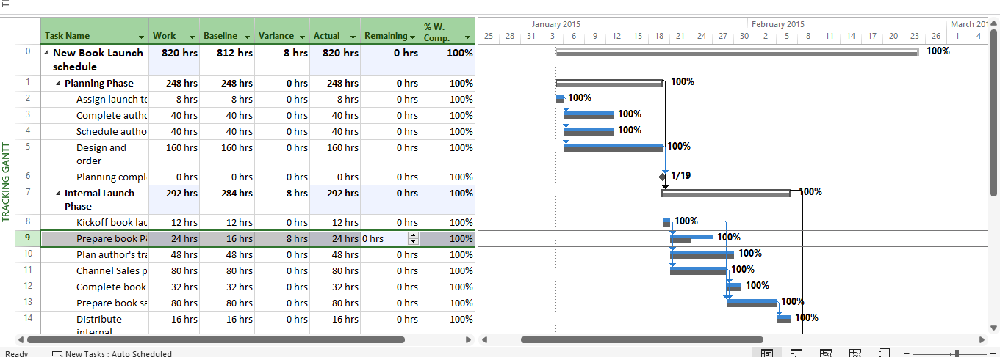 TRACKING GANTT
Task Name Work Baseline Variance Actual Remaining % W. Comp.
0 New Book Launch schedule 820 hrs 812 hrs 8 hrs 820 hrs 0 hrs 100%
1 Planning Phase 248 hrs 248 hrs 0 hrs 248 hrs 0 hrs 100%
2 Assign launch te 8 hrs 8 hrs 0 hrs 8 hrs 0 hrs 100%
3 Complete autho 40 hrs 40 hrs 0 hrs 40 hrs 0 hrs 100%
4 Schedule autho 40 hrs 40 hrs 0 hrs 40 hrs 0 hrs 100%
5 Design and order 160 hrs 160 hrs 0 hrs 160 hrs 0 hrs 100%
6 Planning compl 0 hrs 0 hrs 0 hrs 0 hrs 0 hrs 100%
7 Internal Launch Phase 292 hrs 284 hrs 8 hrs 292 hrs 0 hrs 100%
8 Kickoff book lau 12 hrs 12 hrs 0 hrs 12 hrs 0 hrs 100%
9 Prepare book P 24 hrs 16 hrs 8 hrs 24 hrs 0 hrs 100%
10 Plan author's tra 48 hrs 48 hrs 0 hrs 48 hrs 0 hrs 100%
11 Channel Sales p 80 hrs 80 hrs 0 hrs 80 hrs 0 hrs 100%
12 Complete book 32 hrs 32 hrs 0 hrs 32 hrs 0 hrs 100%
13 Prepare book sa 80 hrs 80 hrs 0 hrs 80 hrs 0 hrs 100%
14 Distribute internal 16 hrs 16 hrs 0 hrs 16 hrs 0 hrs 100%
January 2015 February 2015 March 201
25 28 31 3 6 9 12 15 18 21 24 27 30 2 5 8 11 14 17 20 23 26 1 4
100%
100%
100%
100%
100%
100%
1/19
100%
100%
100%
100%
100%
100%
100%
100%
Ready New Tasks : Auto Scheduled